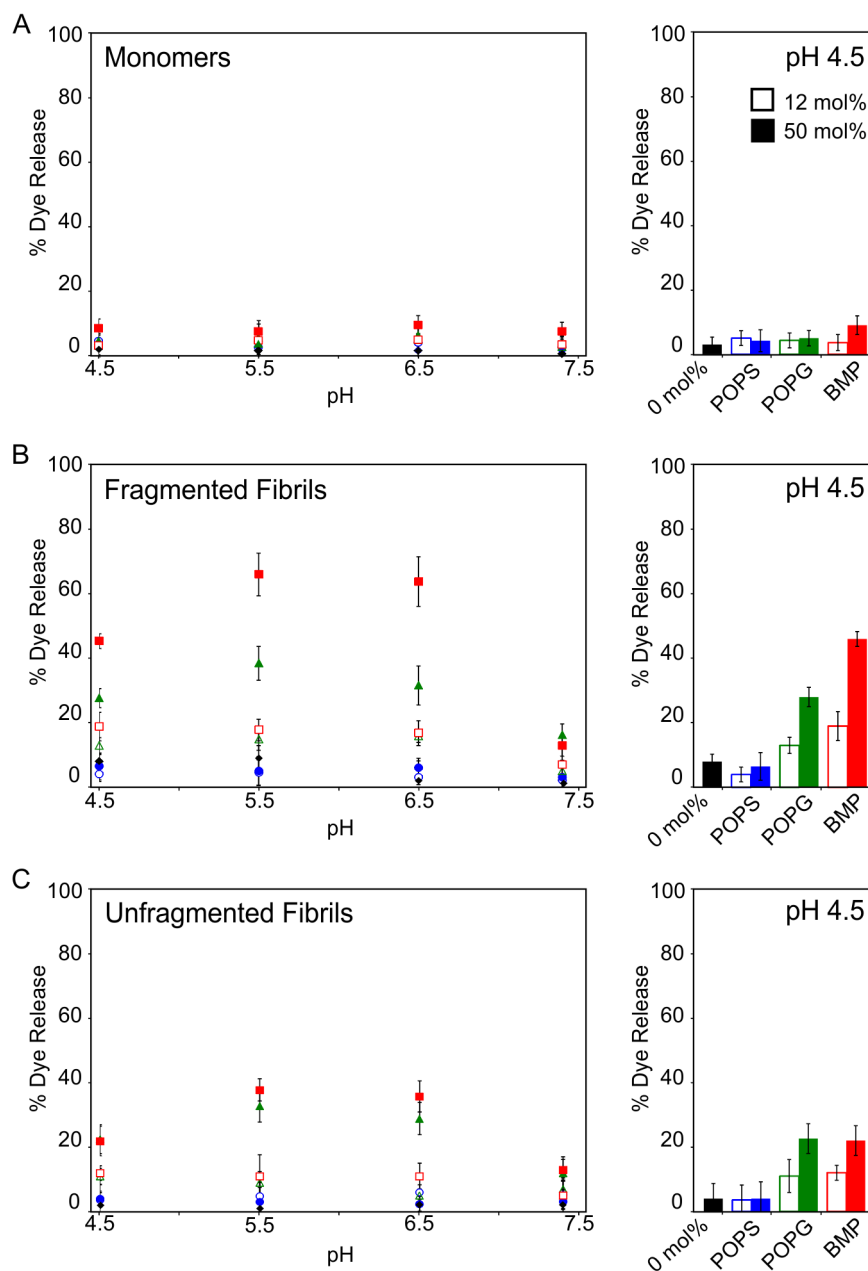 A
Monomers
% Dye Release
100
80
60
40
20
0
4.5
5.5
6.5
7.5
pH
pH 4.5
12 mol%
50 mol%
% Dye Release
100
80
60
40
20
0
0 mol%
POPS
POPG
BMP
B
Fragmented Fibrils
% Dye Release
100
80
60
40
20
0
4.5
5.5
6.5
7.5
pH
pH 4.5
% Dye Release
100
80
60
40
20
0
0 mol%
POPS
POPG
BMP
C
Unfragmented Fibrils
% Dye Release
100
80
60
40
20
0
4.5
5.5
6.5
7.5
pH
pH 4.5
% Dye Release
100
80
60
40
20
0
0 mol%
POPS
POPG
BMP